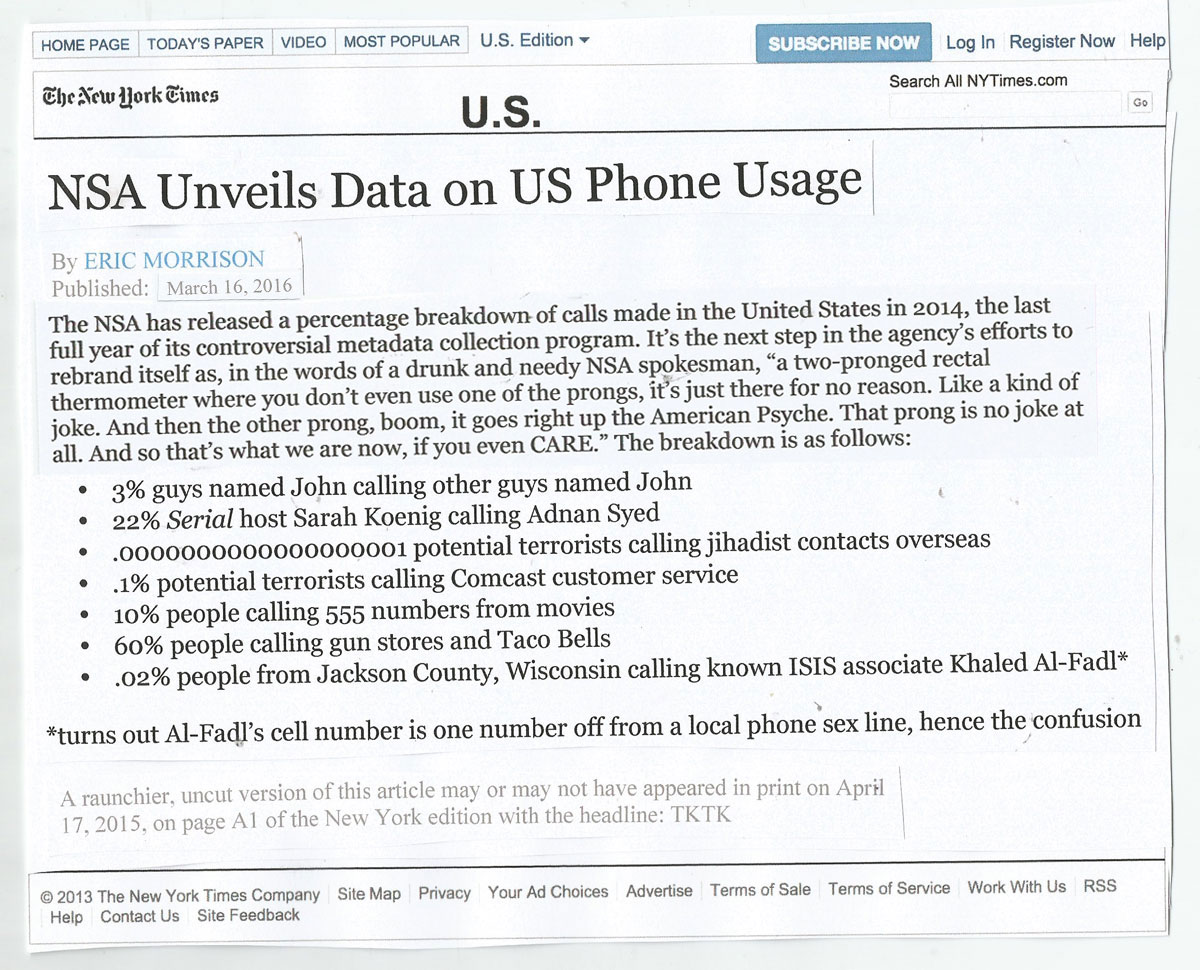 HOME PAGE TODAY'S PAPER VIDEO MOST POPULAR U.S. Edition SUBSCRIBE NOW Log In Register Now Help
The New York Times
U.S.
Search All NYTimes.com
Go
NSA Unveils Data on US Phone Usage
By ERIC MORRISON
Published: March 16, 2016
The NSA has released a percentage breakdown of calls made in the United States in 2014, the last
full year of its controversial metadata collection program. It's the next step in the agency's efforts to
rebrand itself as, in the words of a drunk and needy NSA spokesman, "a two-pronged rectal
thermometer where you don't even use one of the prongs, it's just there for no reason. Like a kind of
joke. And then the other prong, boom, it goes right up the American Psyche. That prong is no joke at
all. And so that's what we are now, if you even CARE." The breakdown is as follows:
• 3% guys named John calling other guys named John
• 22% Serial host Sarah Koenig calling Adnan Syed
• .0000000000000000001 potential terrorists calling jihadist contacts overseas
• .1% potential terrorists calling Comcast customer service
• 10% people calling 555 numbers from movies
• 60% people calling gun stores and Taco Bells
• .02% people from Jackson County, Wisconsin calling known ISIS associate Khaled Al-Fadl*
*turns out Al-Fadl's cell number is one number off from a local phone sex line, hence the confusion
A raunchier, uncut version of this article may or may not have appeared in print on April
17, 2015, on page A1 of the New York edition with the headline: TKTK
© 2013 The New York Times Company Site Map Privacy Your Ad Choices Advertise Terms of Sale Terms of Service Work With Us RSS
Help Contact Us Site Feedback